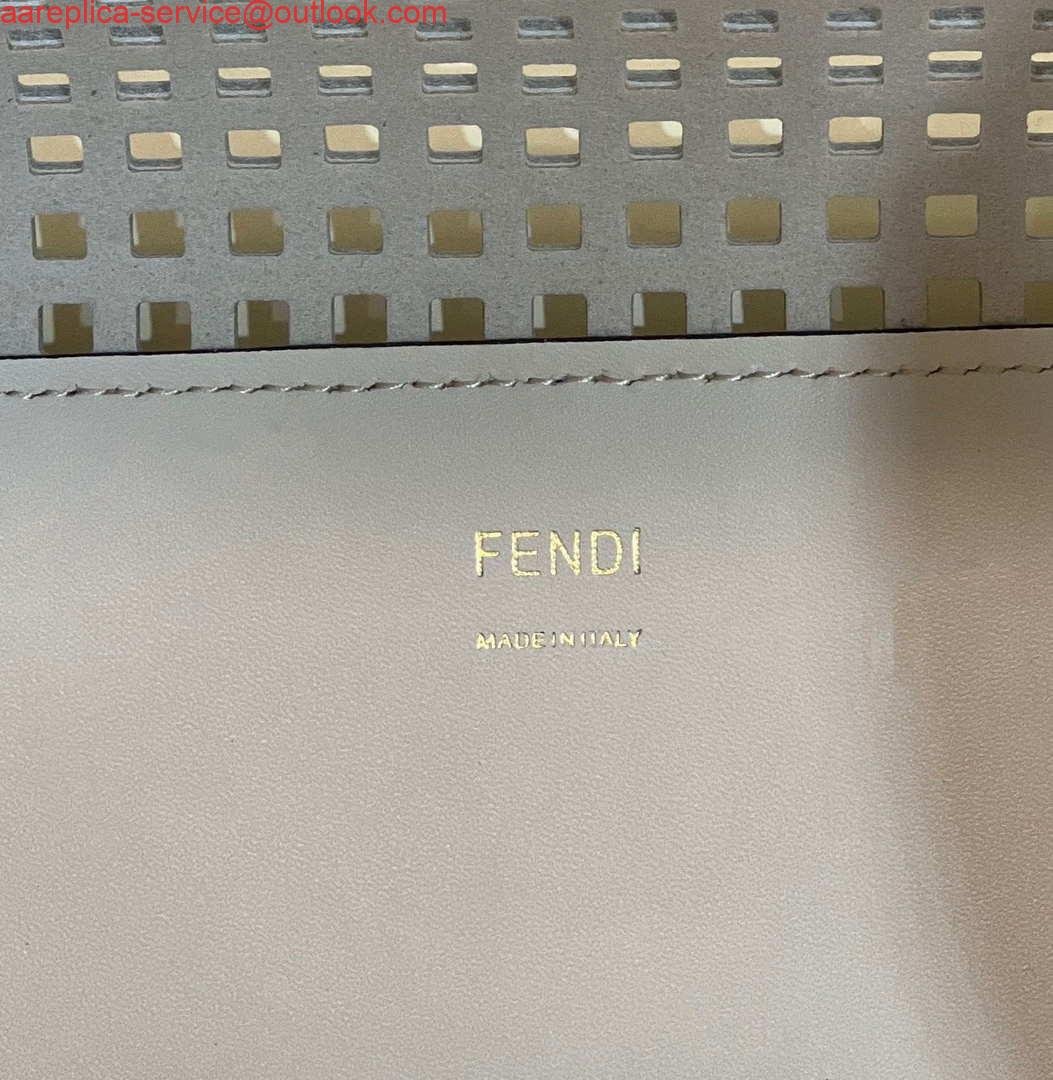 aareplica-service@outlook.com
FENDI
MADE IN ITALY